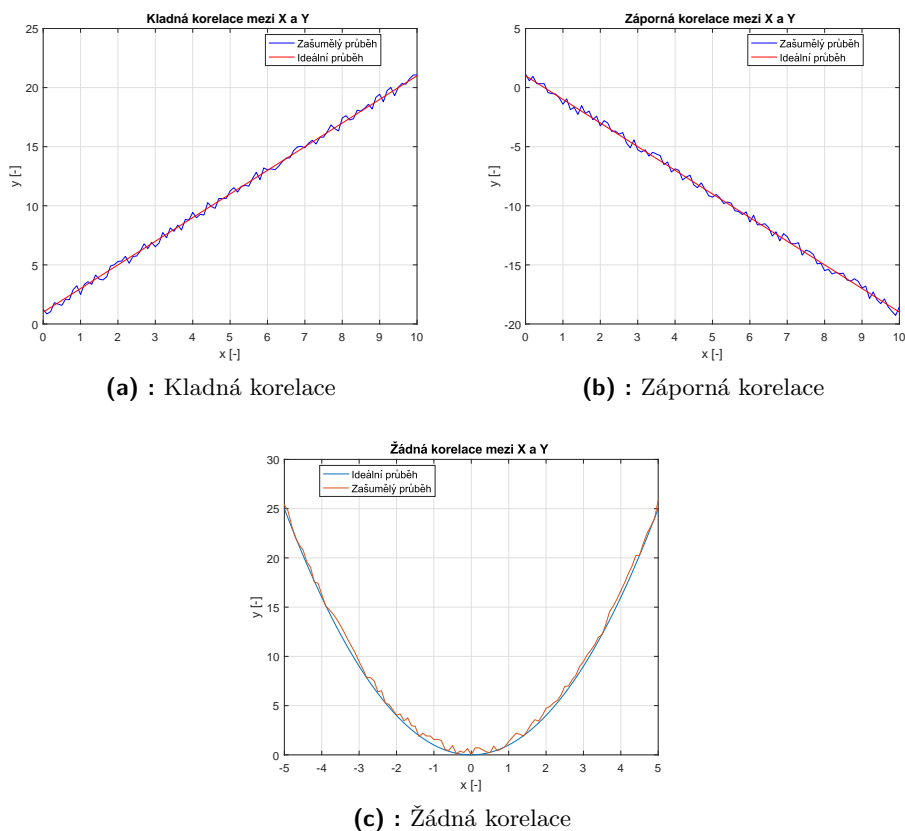 Kladná korelace mezi X a Y
25
20
15
10
5
0
y [-]
Zašumělý průběh
Ideální průběh
0 1 2 3 4 5 6 7 8 9 10
x [-]
(a) : Kladná korelace
Záporná korelace mezi X a Y
5
0
-5
-10
-15
-20
y [-]
Zašumělý průběh
Ideální průběh
0 1 2 3 4 5 6 7 8 9 10
x [-]
(b) : Záporná korelace
Žádná korelace mezi X a Y
30
25
20
15
10
5
0
y [-]
Ideální průběh
Zašumělý průběh
-5 -4 -3 -2 -1 0 1 2 3 4 5
x [-]
(c) : Žádná korelace